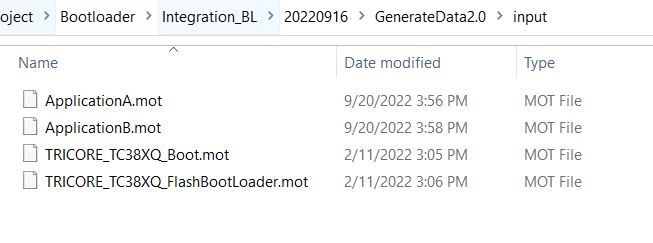 oject > Bootloader > Integration_BL > 20220916 > GenerateData2.0 > input
Name Date modified Type
ApplicationA.mot 9/20/2022 3:56 PM MOT File
ApplicationB.mot 9/20/2022 3:58 PM MOT File
TRICORE_TC38XQ_Boot.mot 2/11/2022 3:05 PM MOT File
TRICORE_TC38XQ_FlashBootLoader.mot 2/11/2022 3:06 PM MOT File